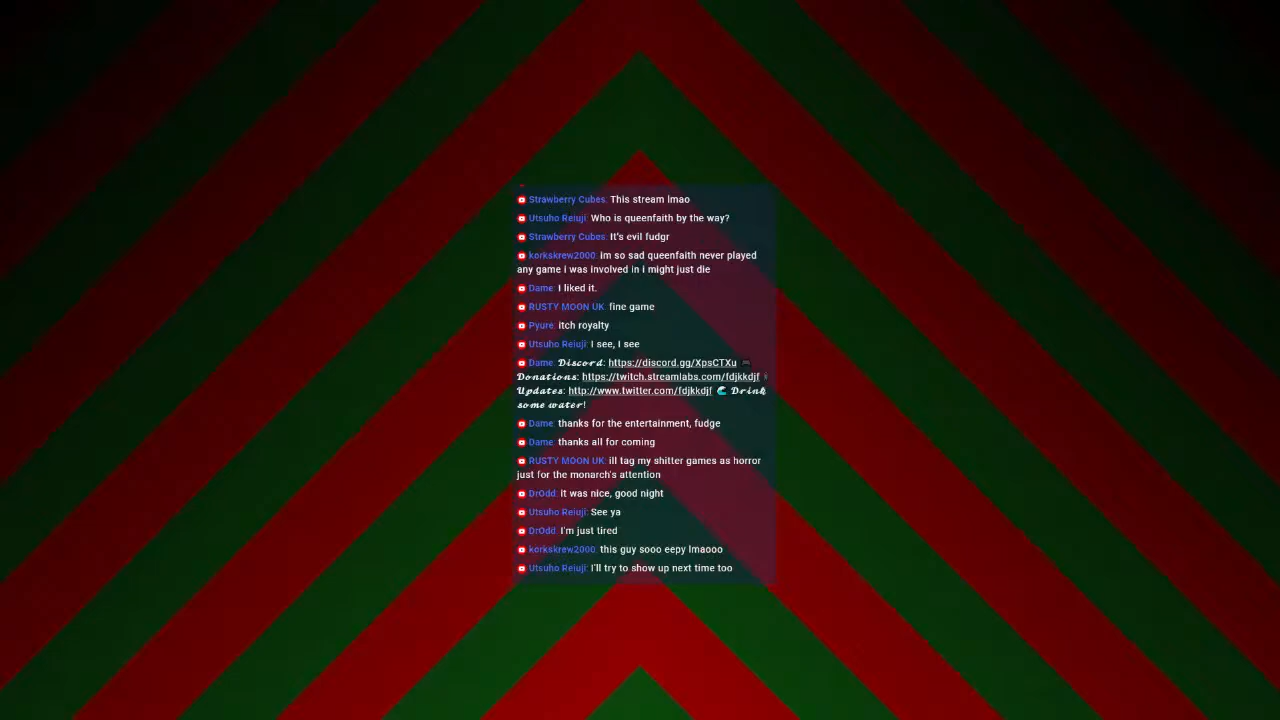 Strawberry Cubes: This stream lmao
Utsuho Reiuji: Who is queenfaith by the way?
Strawberry Cubes: It's evil fudgr
korkskrew2000: im so sad queenfaith never played
any game i was involved in i might just die
Dame: I liked it.
RUSTY MOON UK: fine game
Pyure: itch royalty
Utsuho Reiuji: I see, I see
Dame: 𝓓𝓲𝓼𝓬𝓸𝓻𝓭: https://discord.gg/XpsCTXu 🎮
𝓓𝓸𝓷𝓪𝓽𝓲𝓸𝓷𝓼: https://twitch.streamlabs.com/fdjkkdjf
𝓤𝓹𝓭𝓪𝓽𝓮𝓼: http://www.twitter.com/fdjkkdjf 🌊 𝓓𝓻𝓲𝓷𝓴
𝓼𝓸𝓶𝓮 𝔀𝓪𝓽𝓮𝓻!
Dame: thanks for the entertainment, fudge
Dame: thanks all for coming
RUSTY MOON UK: ill tag my shitter games as horror
just for the monarch's attention
DrOdd: it was nice, good night
Utsuho Reiuji: See ya
DrOdd: I'm just tired
korkskrew2000: this guy sooo eepy lmaooo
Utsuho Reiuji: I'll try to show up next time too